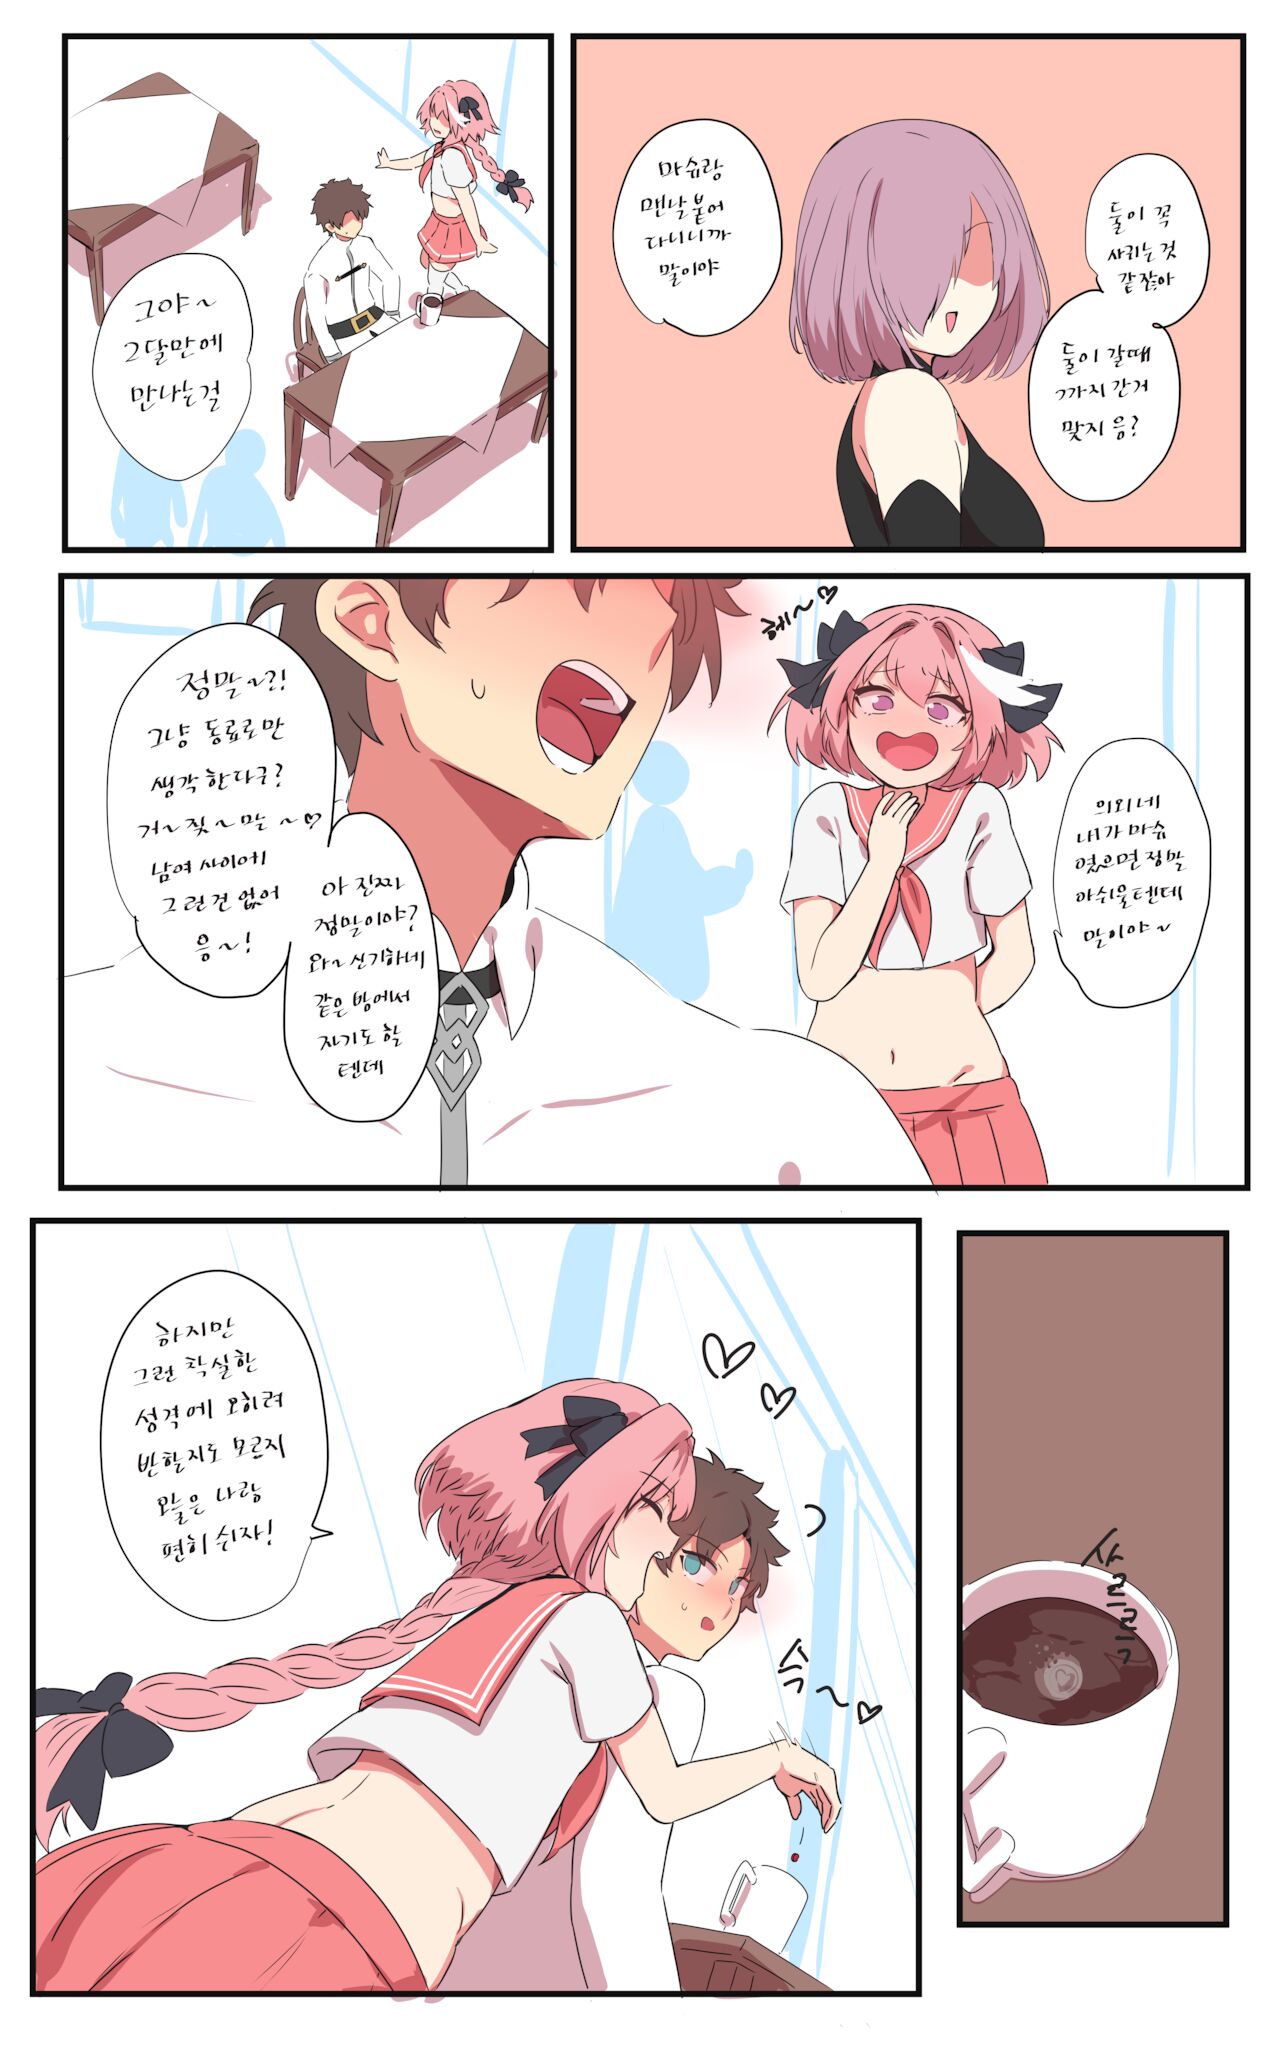 그야~
2달만에
만나는걸
마슈랑
맨날 붙어
다니니까
말이야
둘이 꼭
사귀는 것
같잖아
둘이 갈때
까지 간거
맞지 응?
정말~?!
그냥 동료로만
생각한다구?
거~짖~말~♡
남여 사이에
그런건 없어
응~!
아 진짜
정말이야?
와~ 신기하네
같은 방에서
자기도 할
텐데
헤~♡
의외네
내가 마슈
였으면 정말
아쉬울텐데
말이야~
하지만
그런 착실한
성격에 오히려
반할지도 모르지
오늘은 나랑
편히 쉬자!
슥~♡
사르르